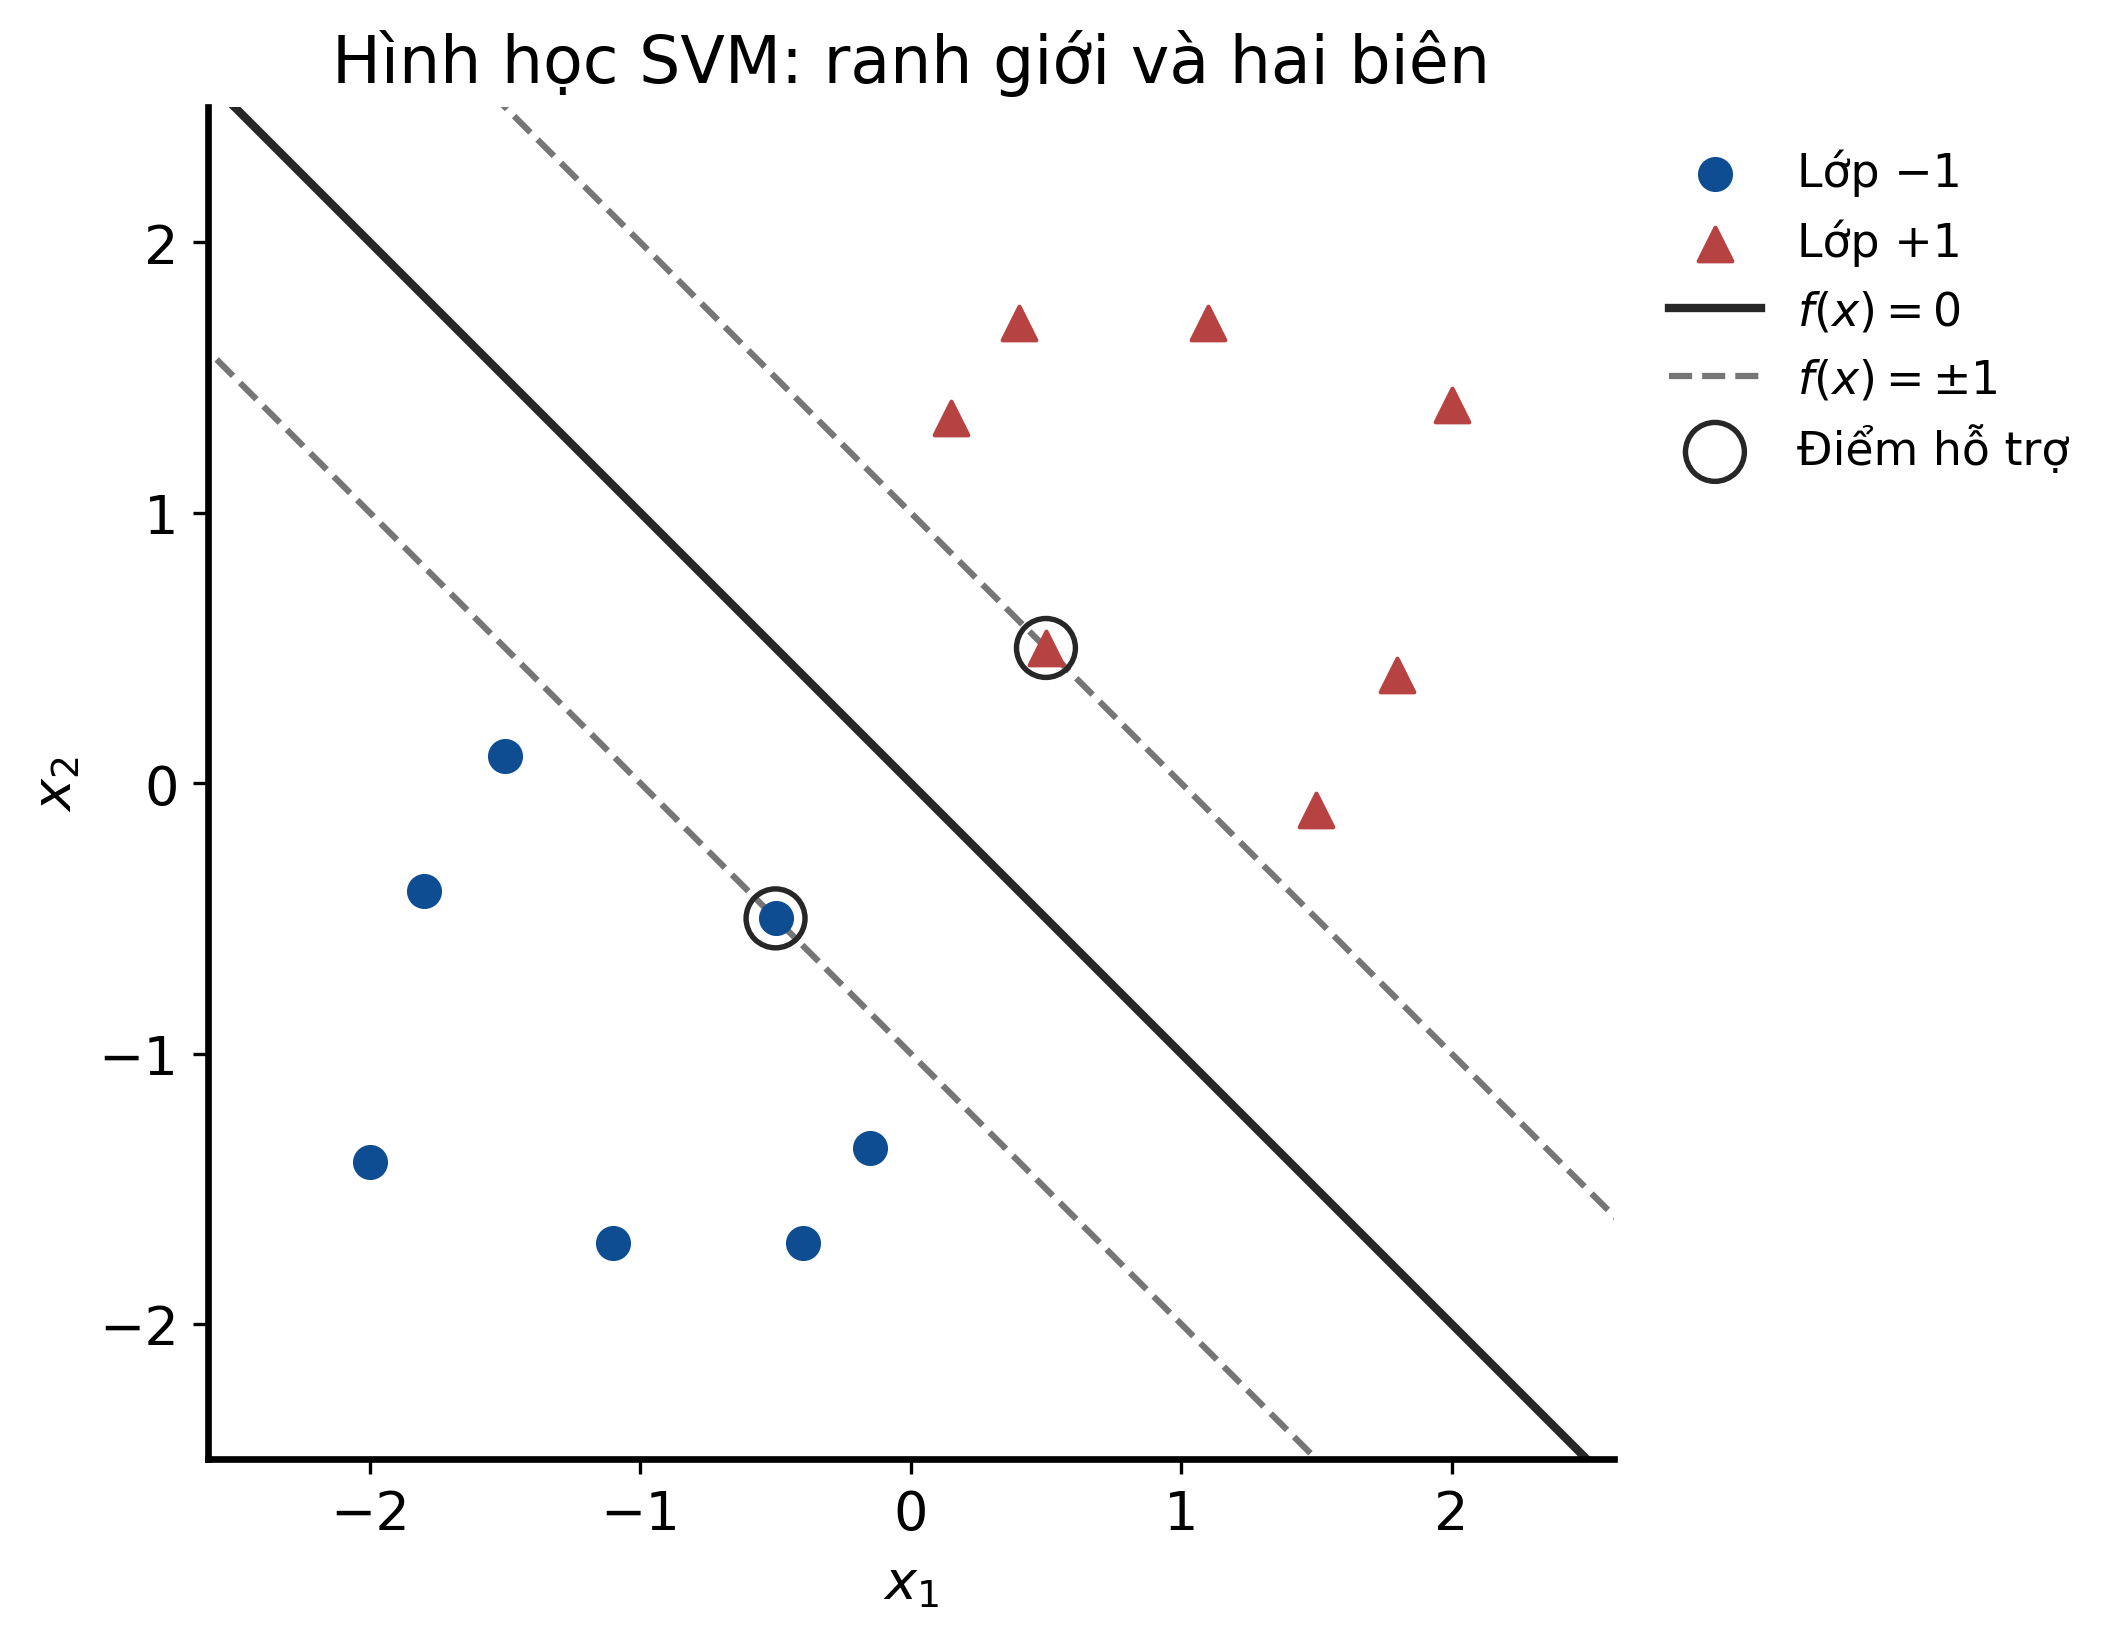 Hình học SVM: ranh giới và hai biên
Lớp −1
Lớp +1
f(x) = 0
f(x) = ±1
Điểm hỗ trợ
x₂
2
1
0
−1
−2
−2 −1 0 1 2
x₁